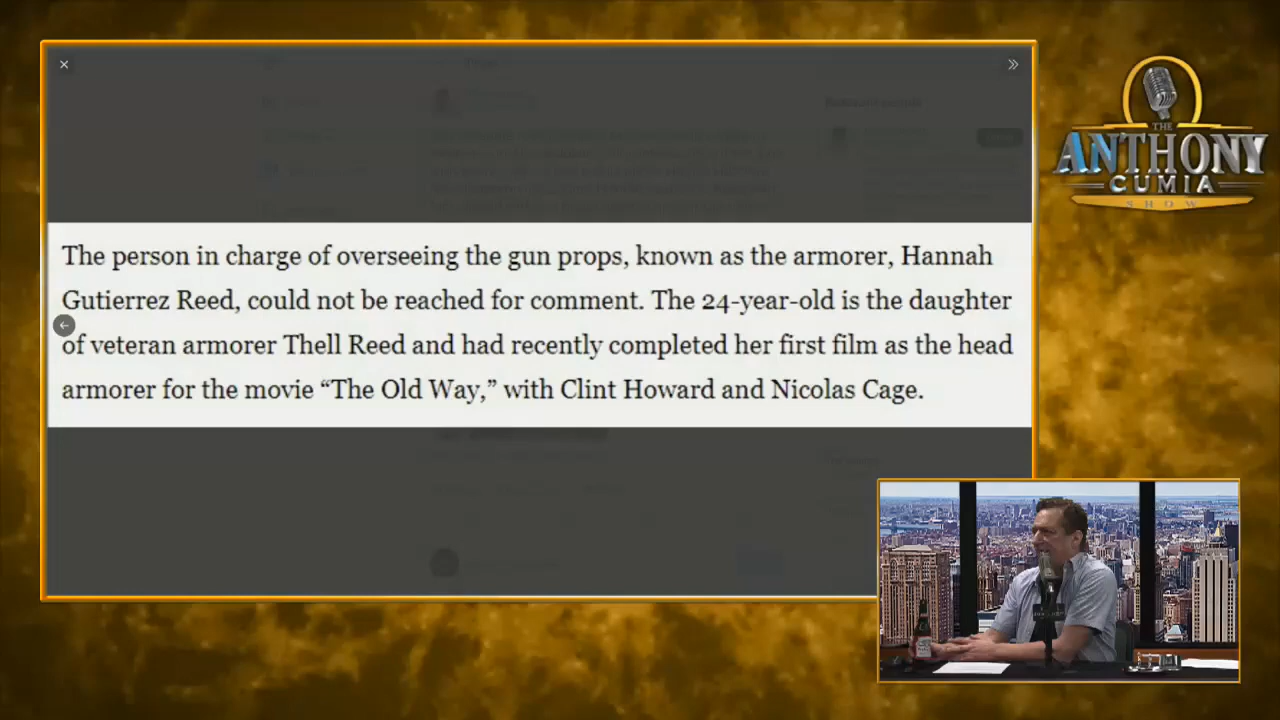 The person in charge of overseeing the gun props, known as the armorer, Hannah
Gutierrez Reed, could not be reached for comment. The 24-year-old is the daughter
of veteran armorer Thell Reed and had recently completed her first film as the head
armorer for the movie “The Old Way,” with Clint Howard and Nicolas Cage.
THE
ANTHONY
CUMIA
SHOW